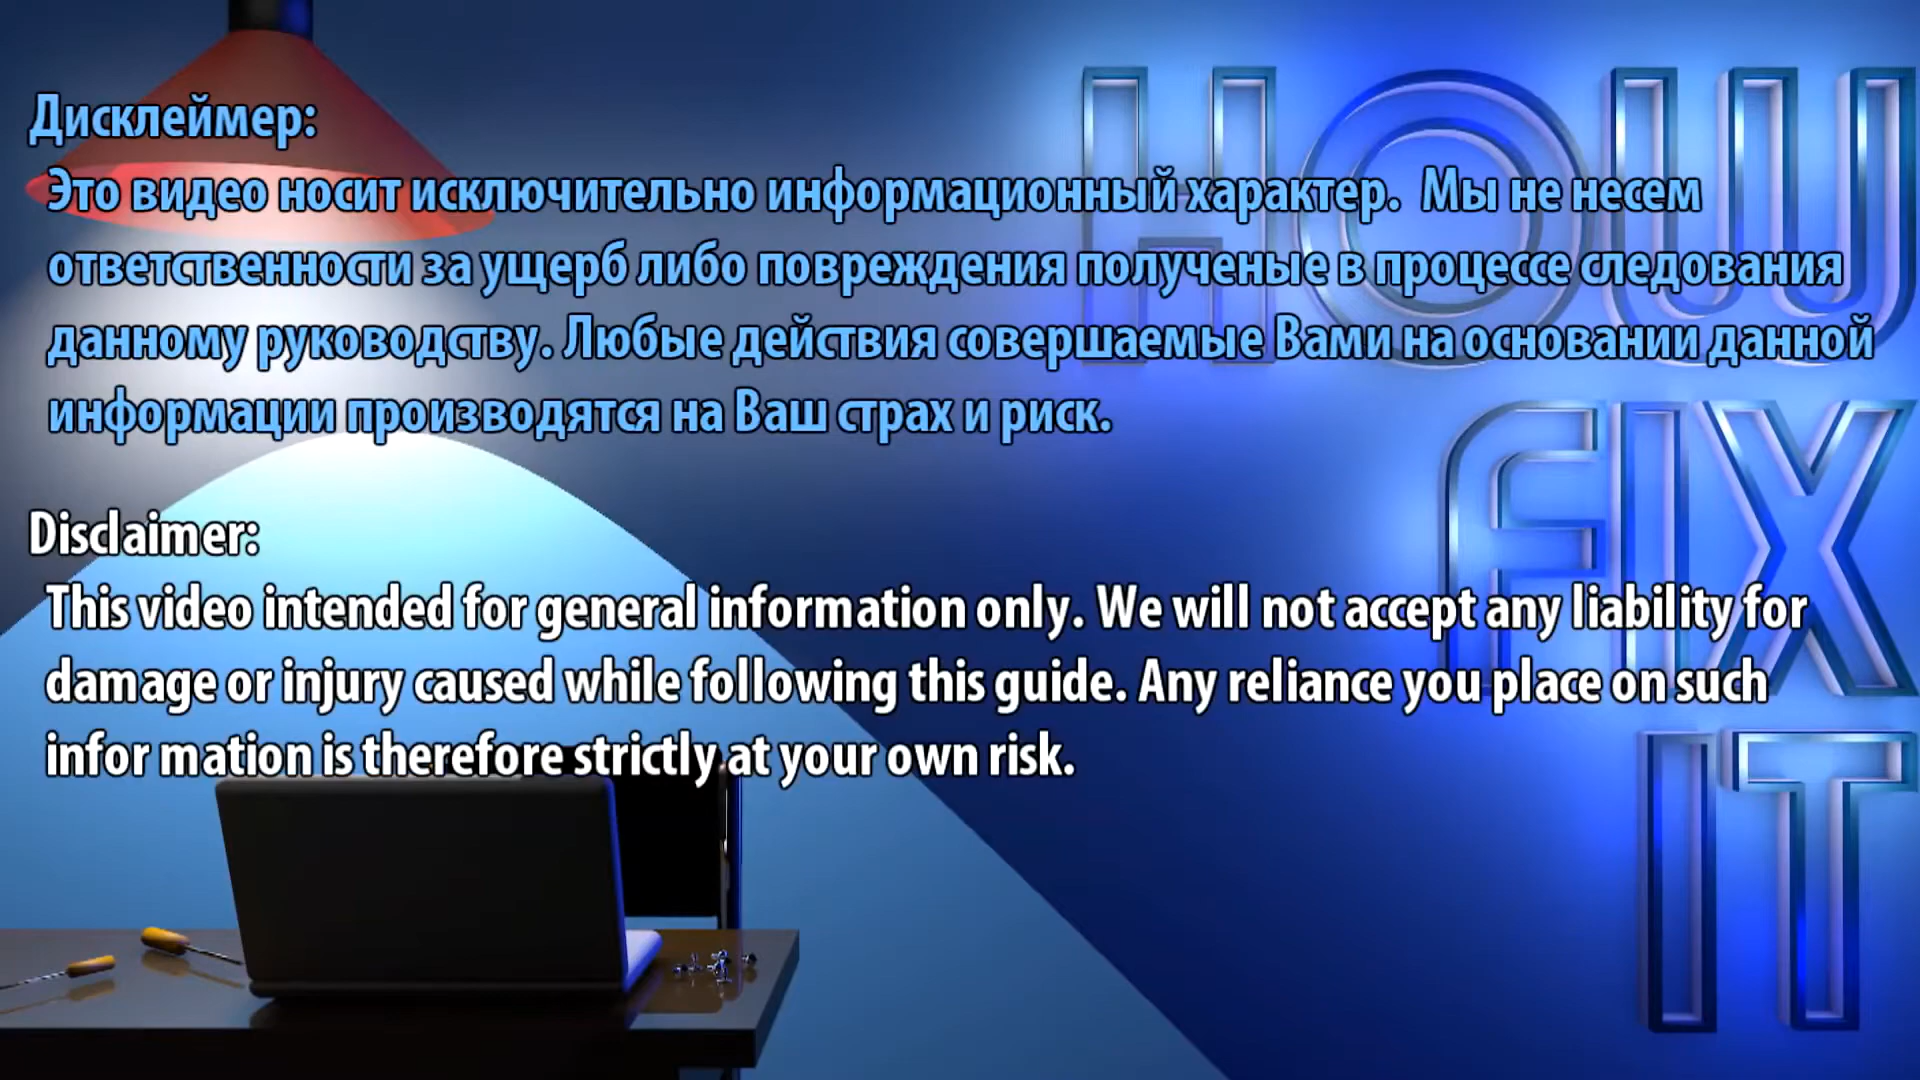 Дисклеймер:
Это видео носит исключительно информационный характер. Мы не несем
ответственности за ущерб либо повреждения полученые в процессе следования
данному руководству. Любые действия совершаемые Вами на основании данной
информации производятся на Ваш страх и риск.
Disclaimer:
This video intended for general information only. We will not accept any liability for
damage or injury caused while following this guide. Any reliance you place on such
infor mation is therefore strictly at your own risk.
HOW
FIX
IT